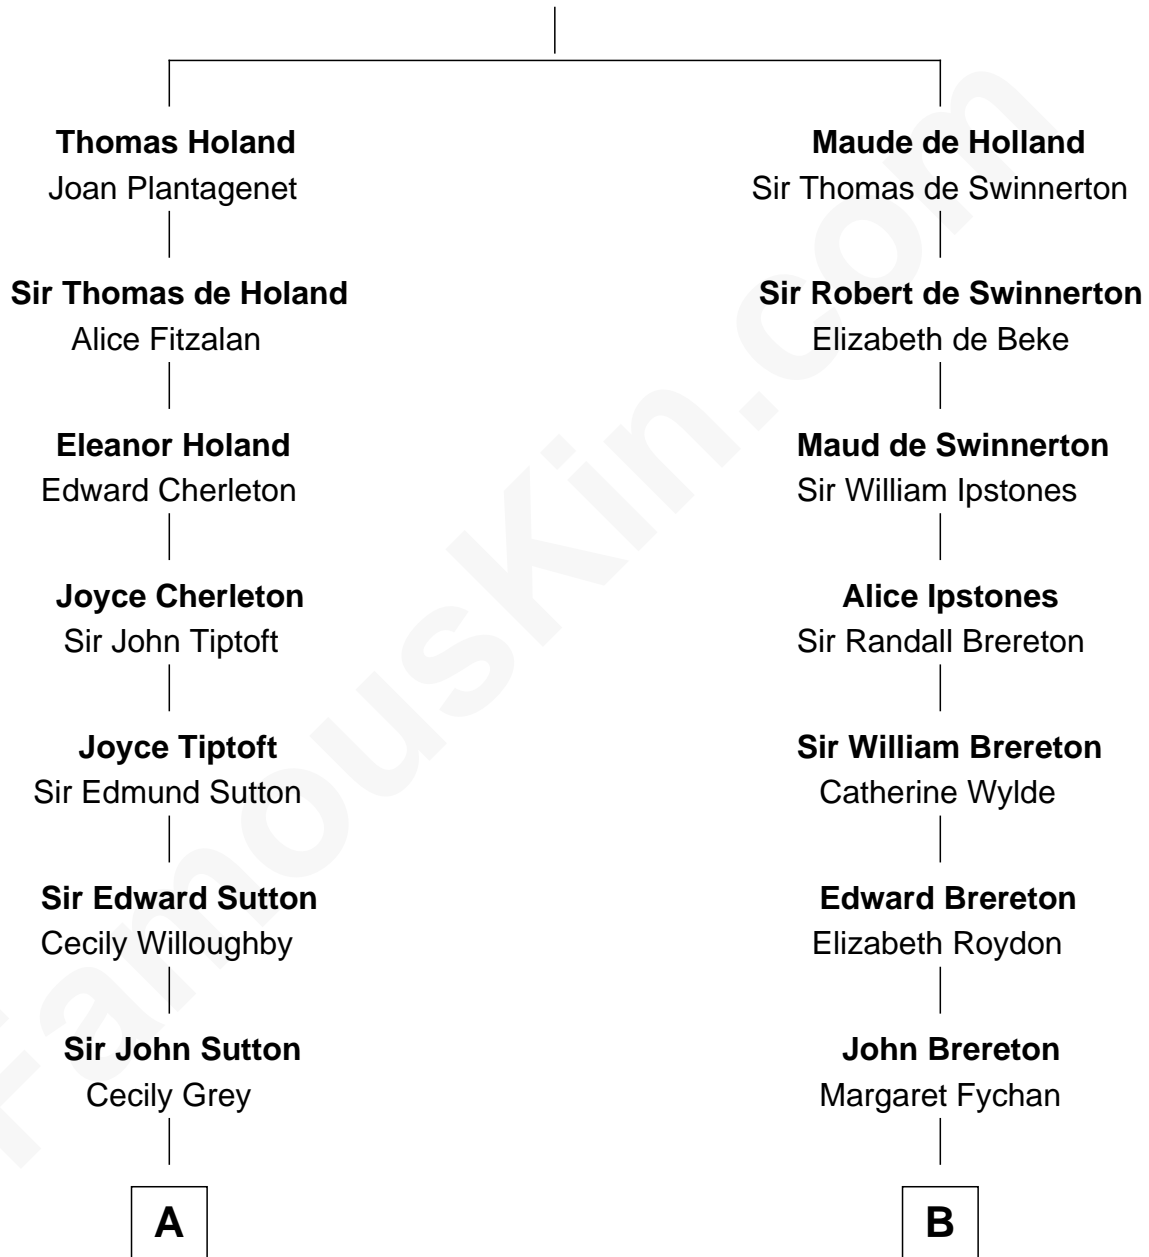 Thomas Holand
Joan Plantagenet
Sir Thomas de Holand
Alice Fitzalan
Eleanor Holand
Edward Cherleton
Joyce Cherleton
Sir John Tiptoft
Joyce Tiptoft
Sir Edmund Sutton
Sir Edward Sutton
Cecily Willoughby
Sir John Sutton
Cecily Grey
A
Maude de Holland
Sir Thomas de Swinnerton
Sir Robert de Swinnerton
Elizabeth de Beke
Maud de Swinnerton
Sir William Ipstones
Alice Ipstones
Sir Randall Brereton
Sir William Brereton
Catherine Wylde
Edward Brereton
Elizabeth Roydon
John Brereton
Margaret Fychan
B
FamousKin.com